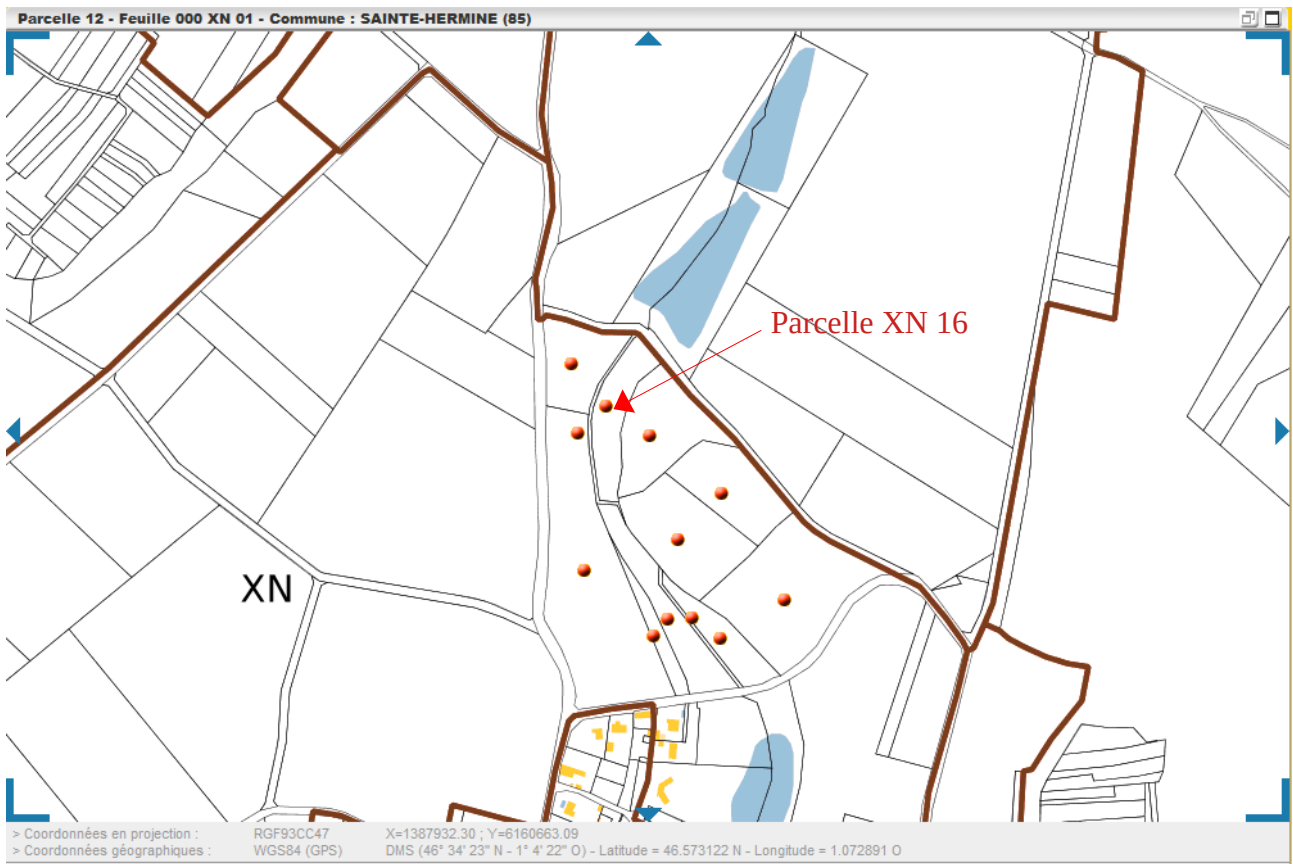 Parcelle 12 - Feuille 000 XN 01 - Commune : SAINTE-HERMINE (85)
Parcelle XN 16
XN
> Coordonnées en projection : RGF93CC47 X=1387932.30 ; Y=6160663.09
> Coordonnées géographiques : WGS84 (GPS) DMS (46° 34' 23" N - 1° 4' 22" O) - Latitude = 46.573122 N - Longitude = 1.072891 O